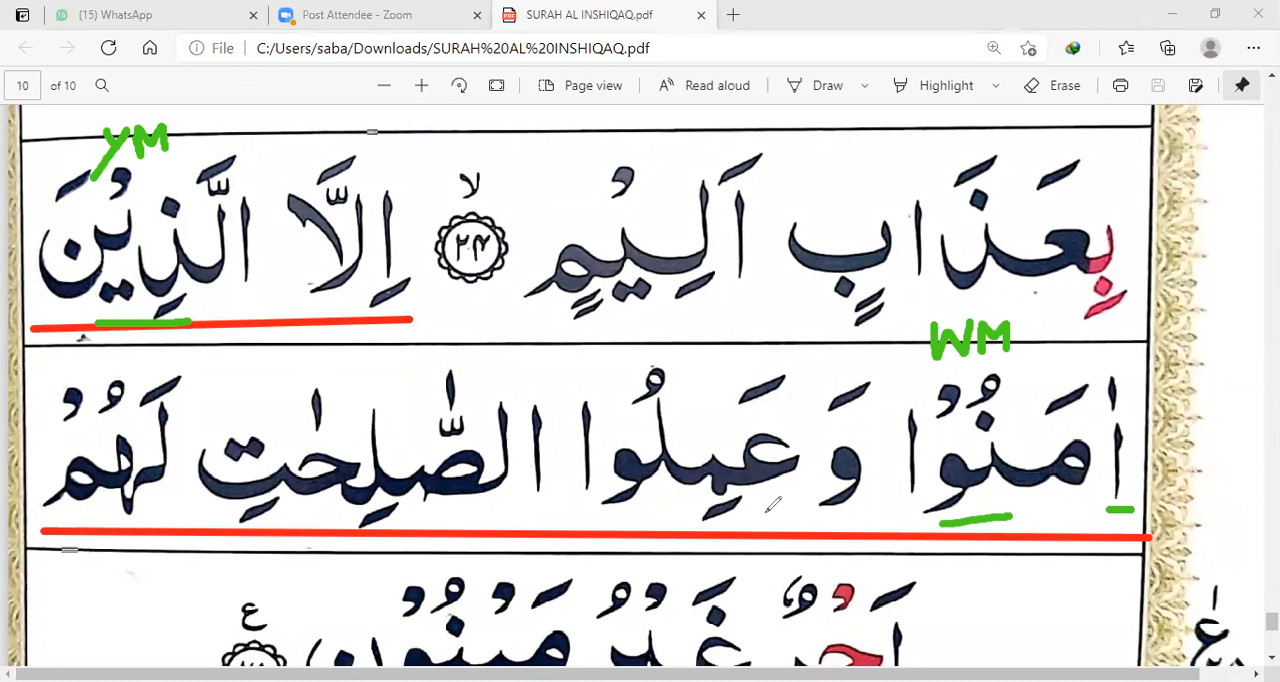 (15) WhatsApp
Post Attendee - Zoom
SURAH AL INSHIQAQ.pdf
File
C:/Users/saba/Downloads/SURAH%20AL%20INSHIQAQ.pdf
10 of 10
Page view
Read aloud
Draw
Highlight
Erase
YM
بِعَذَابٍ اَلِيْمٍ ۙ ﴿۲۴﴾ اِلَّا الَّذِيْنَ
WM
اٰمَنُوْا وَ عَمِلُوا الصّٰلِحٰتِ لَهُمْ
اَجْرٌ غَيْرُ مَمْنُوْنٍ
ع